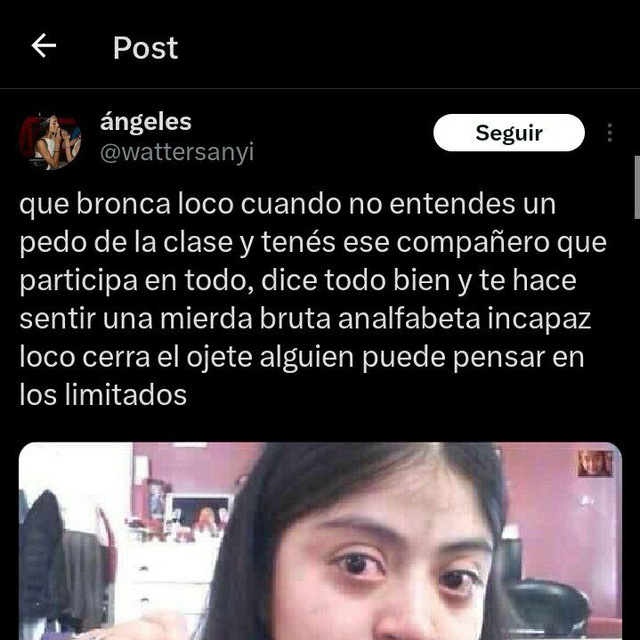 Post
ángeles
@wattersanyi
Seguir
que bronca loco cuando no entendes un
pedo de la clase y tenés ese compañero que
participa en todo, dice todo bien y te hace
sentir una mierda bruta analfabeta incapaz
loco cerra el ojete alguien puede pensar en
los limitados